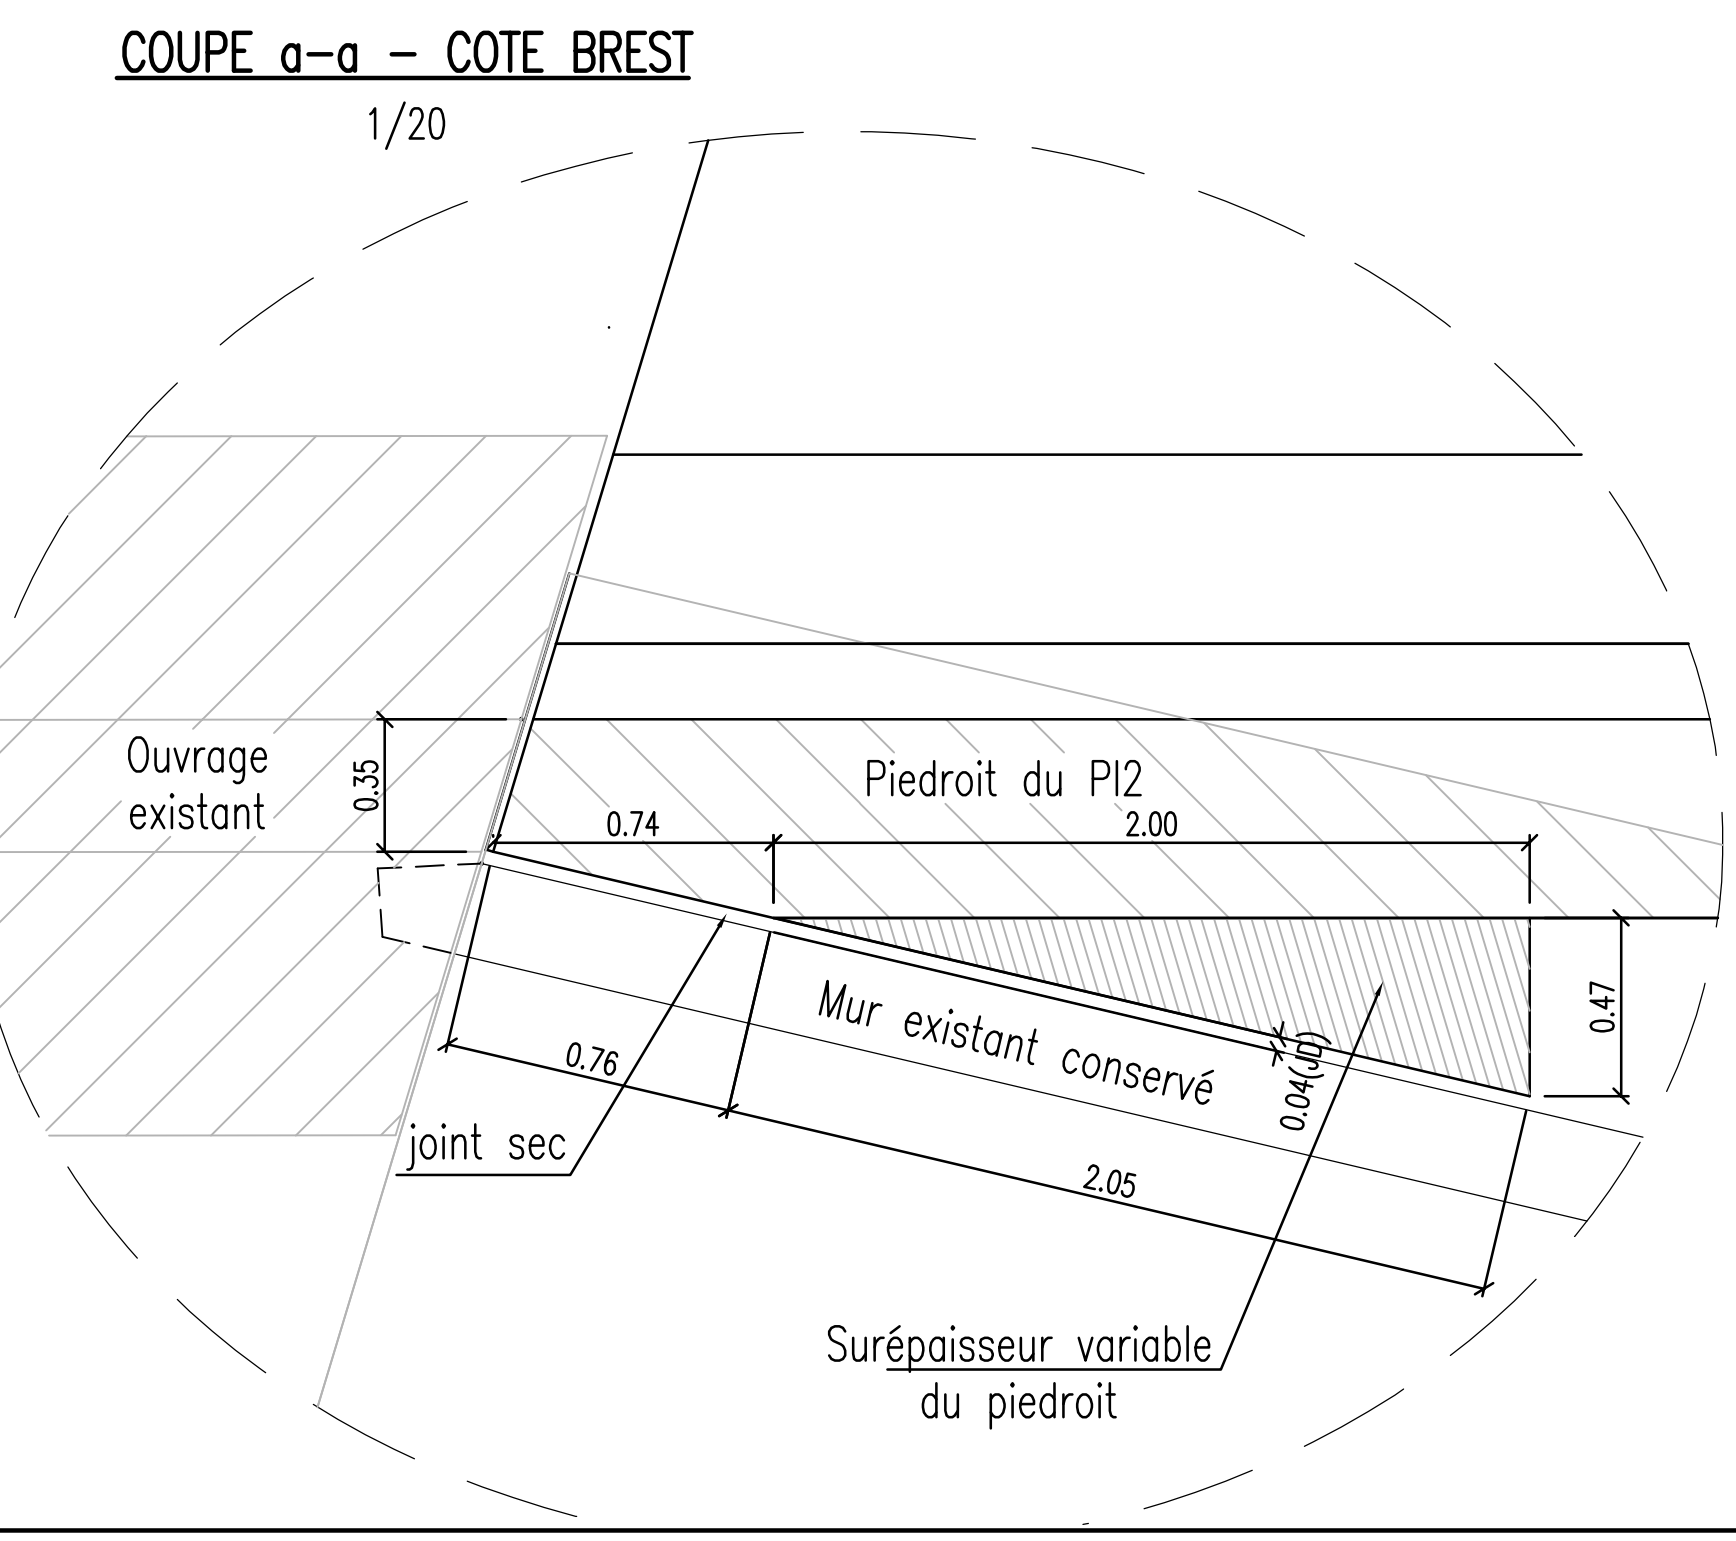 COUPE a-a - COTE BREST
1/20
Ouvrage
existant
0.35
Piedroit du PI2
0.74
2.00
0.47
Mur existant conservé
0.04(JD)
0.76
joint sec
2.05
Surépaisseur variable
du piedroit